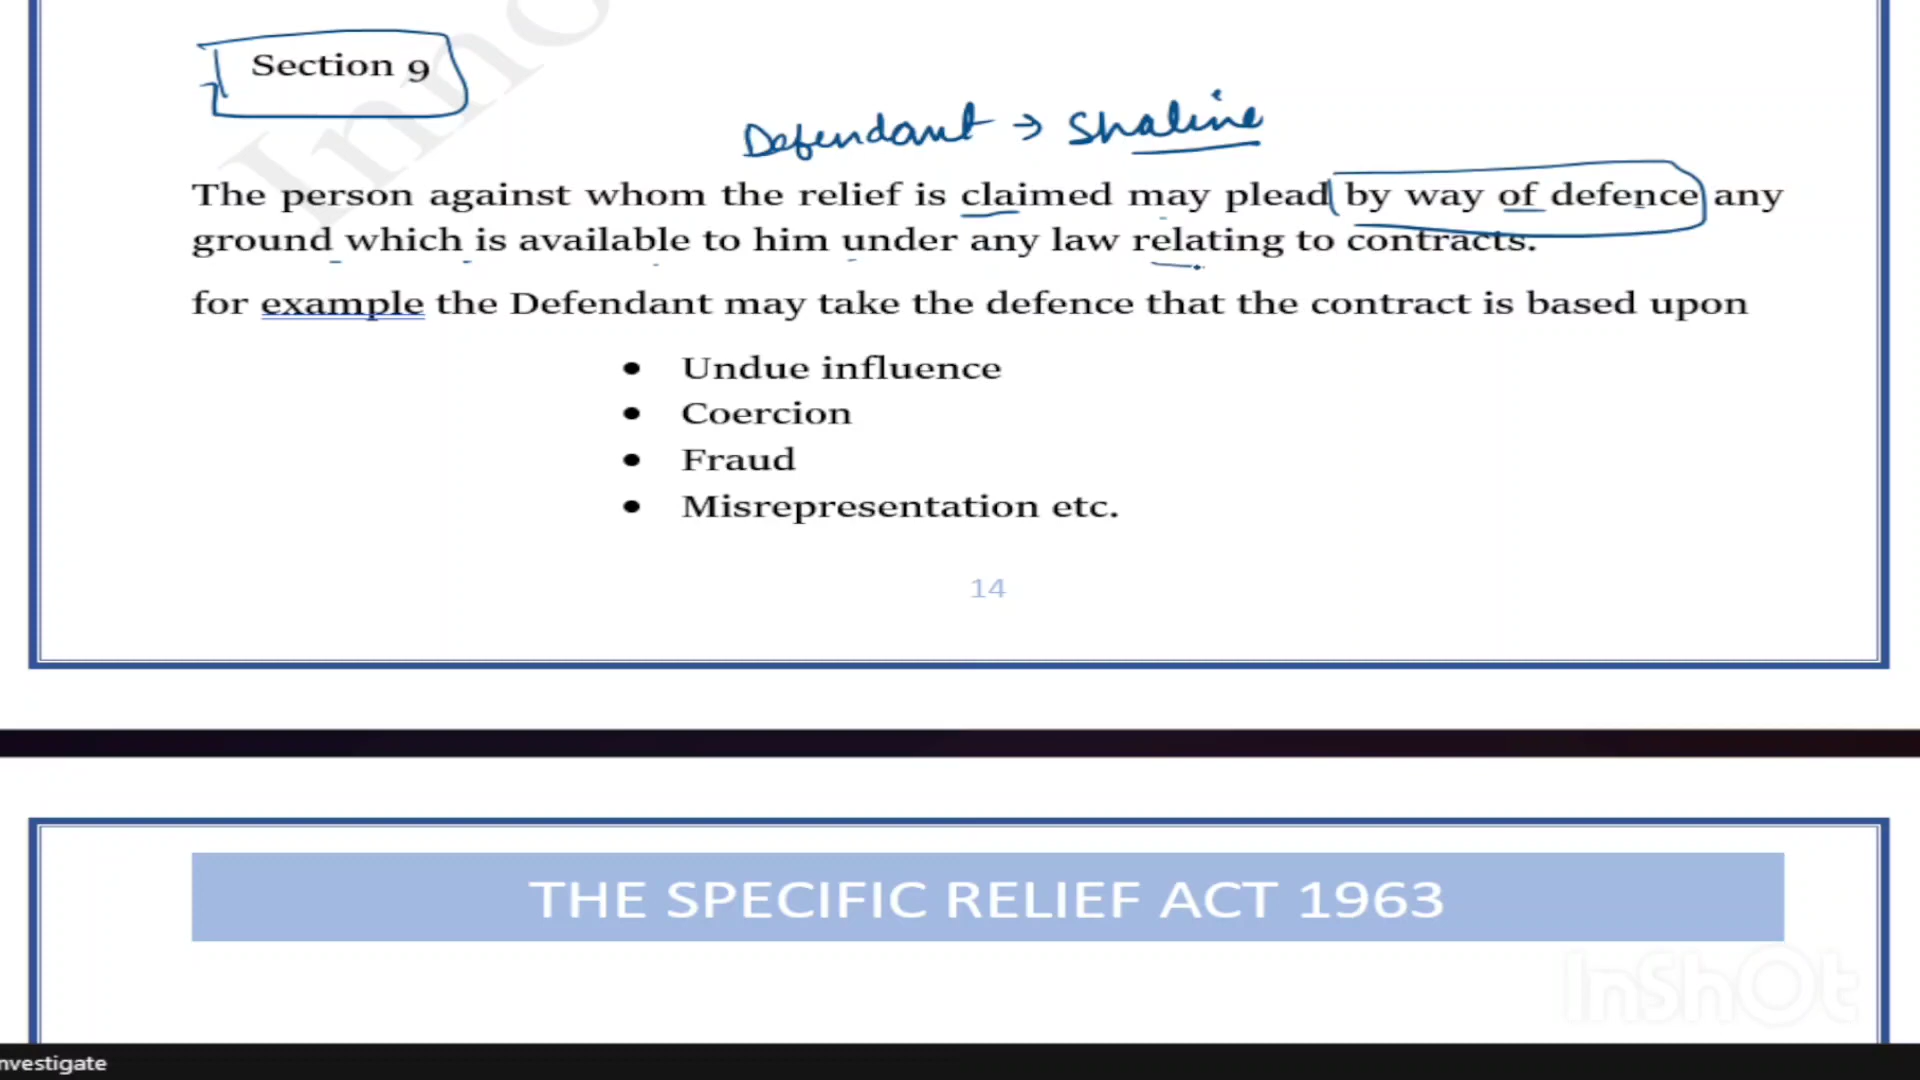 Section 9
Defendant → Shaline
The person against whom the relief is claimed may plead by way of defence any
ground which is available to him under any law relating to contracts.
for example the Defendant may take the defence that the contract is based upon
• Undue influence
• Coercion
• Fraud
• Misrepresentation etc.
14
THE SPECIFIC RELIEF ACT 1963
InShOt
nvestigate